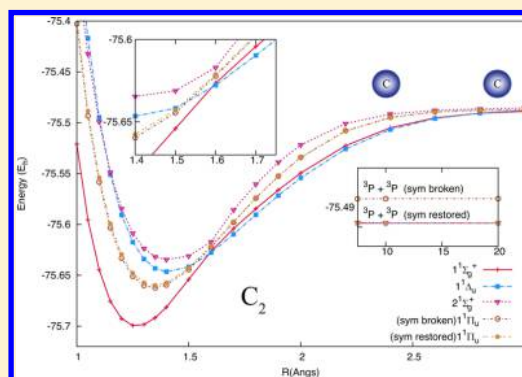 -75.4
-75.45
-75.5
-75.55
-75.6
-75.65
-75.7
Energy (E_h)
-75.6
-75.65
1.4 1.5 1.6 1.7
C C
³P + ³P (sym broken)
-75.49
³P + ³P (sym restored)
10 15 20
C₂
1¹Σg⁺
1¹Δu
2¹Σg⁺
(sym broken)1¹Πu
(sym restored)1¹Πu
1 1.5 2 2.5 3
R(Angs)